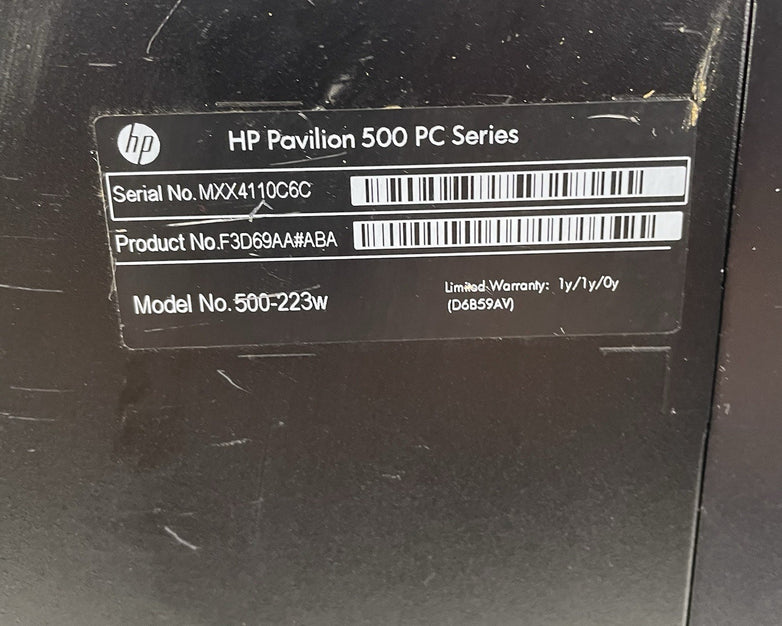 hp
HP Pavilion 500 PC Series
Serial No. MXX4110C6C
Product No. F3D69AA#ABA
Model No. 500-223w
Limited Warranty: 1y/1y/0y
(D6B59AV)